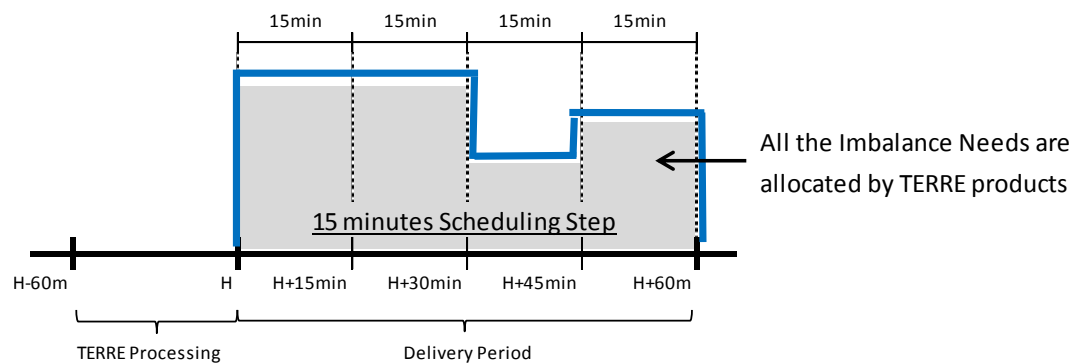 15min 15min 15min 15min
All the Imbalance Needs are
allocated by TERRE products
15 minutes Scheduling Step
H-60m H H+15min H+30min H+45min H+60m
TERRE Processing Delivery Period